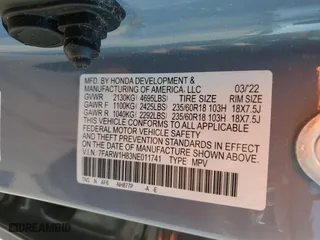 MFD. BY HONDA DEVELOPMENT &
MANUFACTURING OF AMERICA, LLC 03/'22
GVWR 2130KG( 4695LBS) TIRE SIZE RIM SIZE
GAWR F 1100KG( 2425LBS) 235/60R18 103H 18X7.5J
GAWR R 1040KG( 2292LBS) 235/60R18 103H 18X7.5J
THIS VEHICLE CONFORMS TO ALL APPLICABLE
FEDERAL MOTOR VEHICLE SAFETY, BUMPER,
AND THEFT PREVENTION STANDARDS IN EFFECT
ON THE DATE OF MANUFACTURE SHOWN ABOVE.
V.I.N. 7FARW1H83NE011741 TYPE MPV
A E
DREAMBID